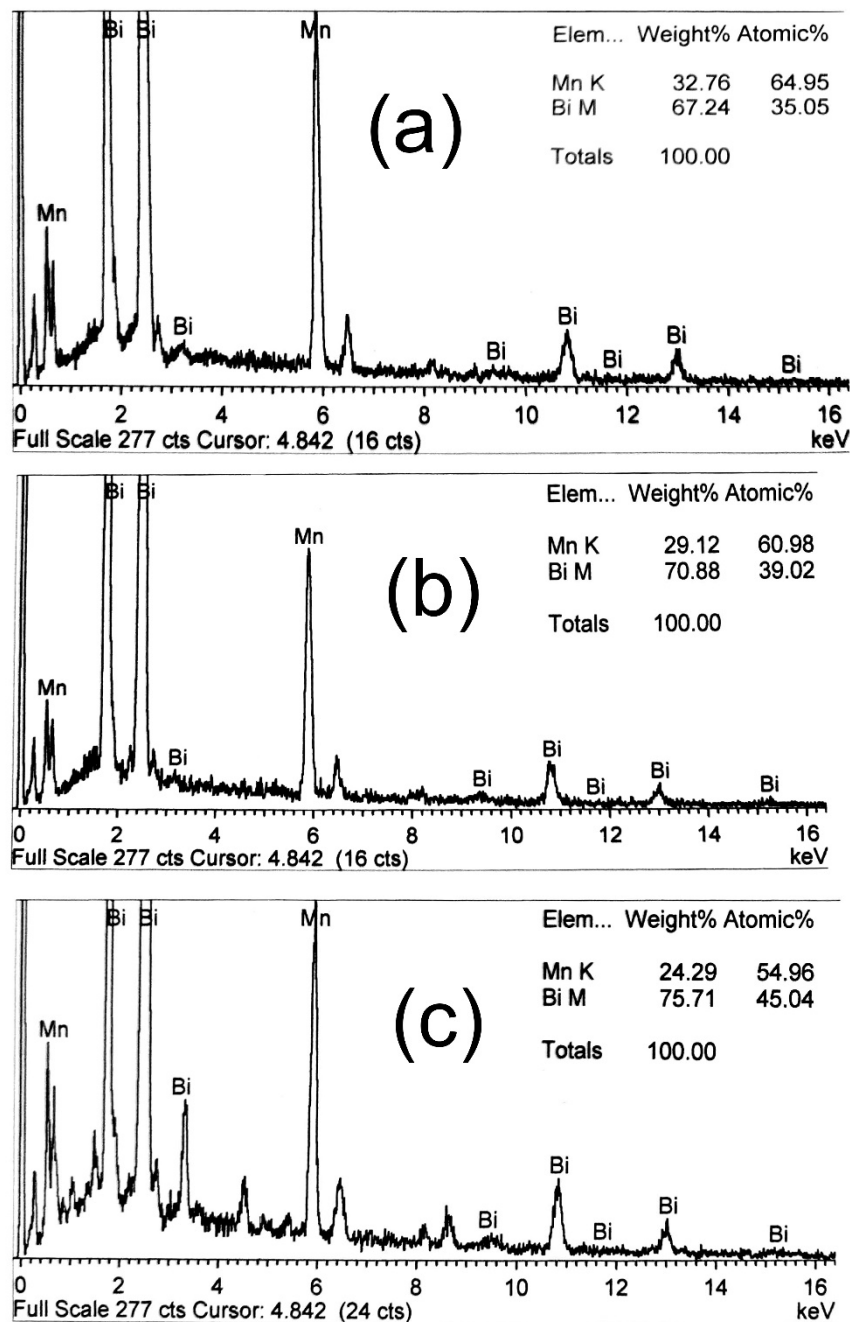 Bi Bi Mn
Elem... Weight% Atomic%
Mn K 32.76 64.95
Bi M 67.24 35.05
Totals 100.00
(a)
Mn
Bi
Bi
Bi
Bi
Bi
Bi
0 2 4 6 8 10 12 14 16
Full Scale 277 cts Cursor: 4.842 (16 cts) keV
Bi Bi
Elem... Weight% Atomic%
Mn K 29.12 60.98
Bi M 70.88 39.02
Totals 100.00
Mn
(b)
Mn
Bi
Bi
Bi
Bi
Bi
Bi
0 2 4 6 8 10 12 14 16
Full Scale 277 cts Cursor: 4.842 (16 cts) keV
Bi Bi Mn
Elem... Weight% Atomic%
Mn K 24.29 54.96
Bi M 75.71 45.04
Totals 100.00
(c)
Mn
Bi
Bi
Bi
Bi
Bi
Bi
0 2 4 6 8 10 12 14 16
Full Scale 277 cts Cursor: 4.842 (24 cts) keV